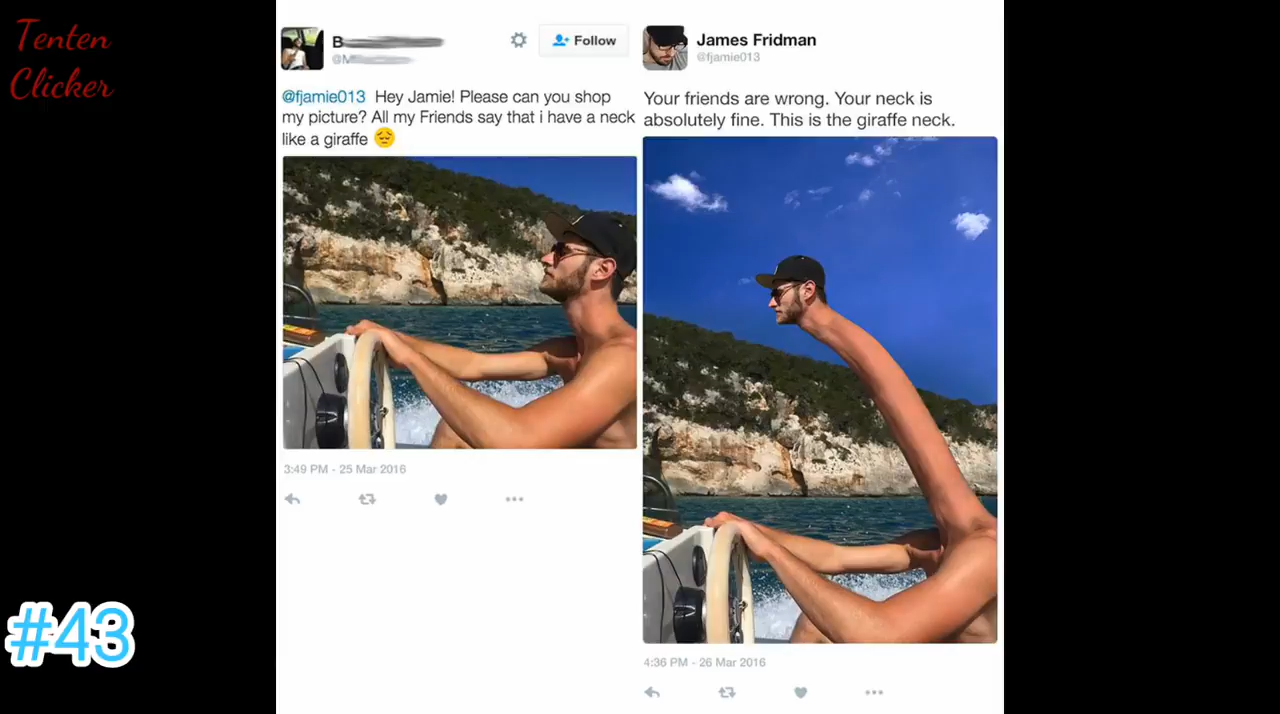 Tenten
Clicker
B
@M
Follow
@fjamie013 Hey Jamie! Please can you shop
my picture? All my Friends say that i have a neck
like a giraffe 😔
3:49 PM - 25 Mar 2016
James Fridman
@fjamie013
Your friends are wrong. Your neck is
absolutely fine. This is the giraffe neck.
4:36 PM - 26 Mar 2016
#43